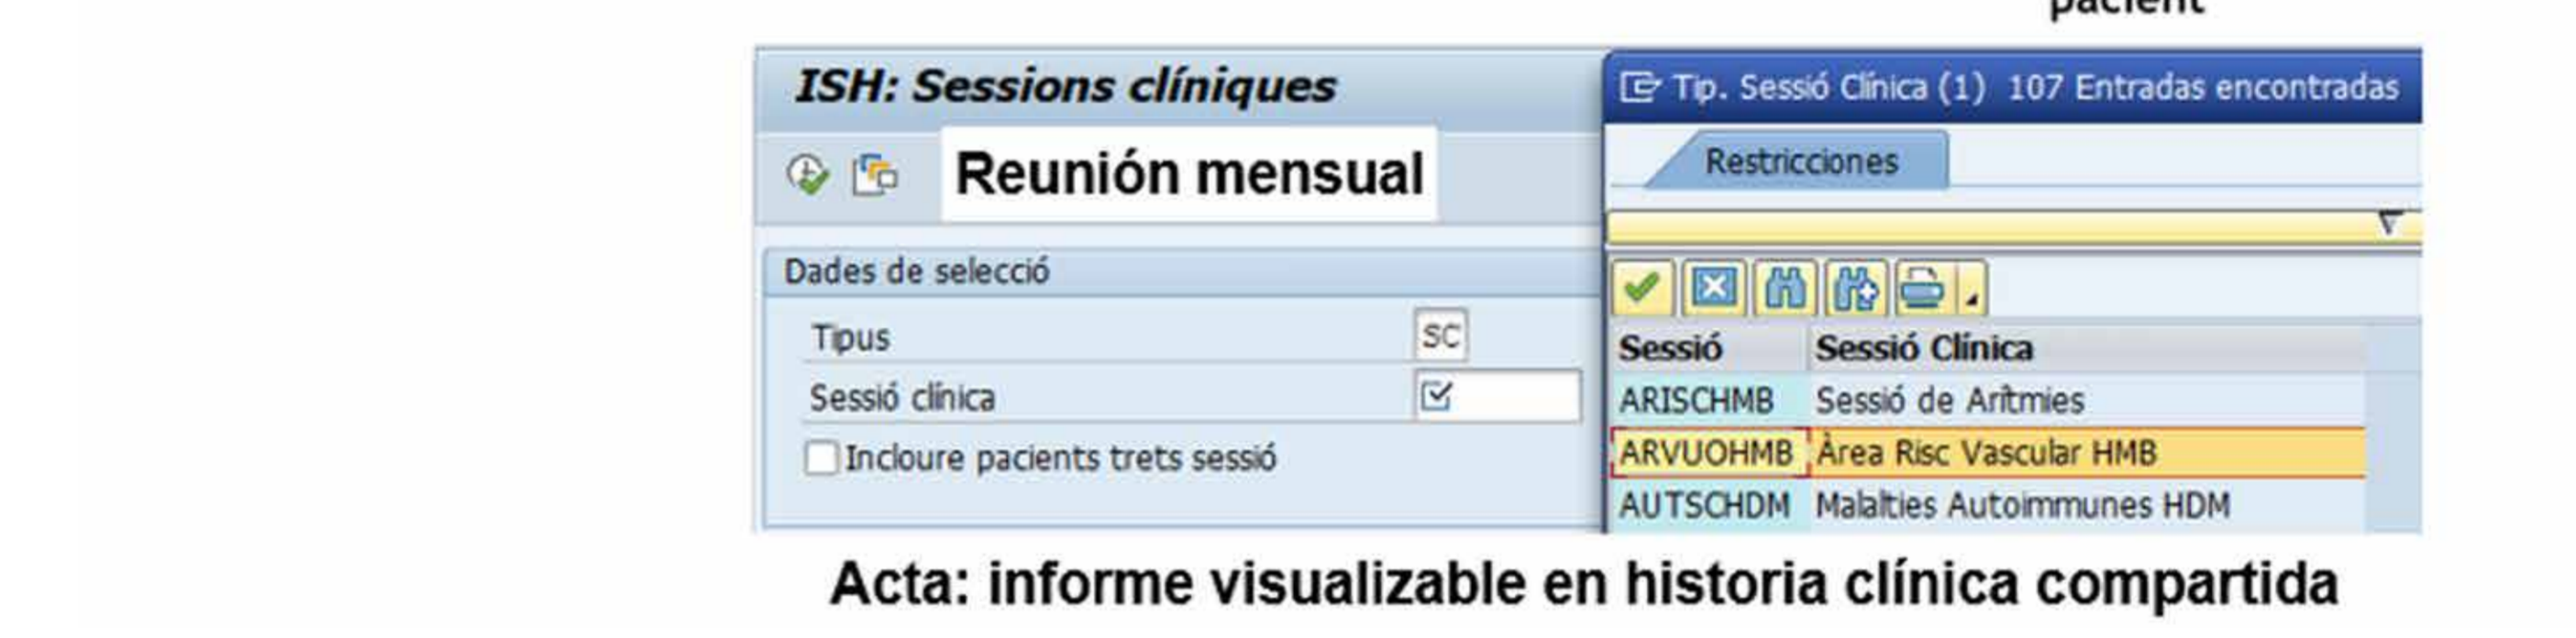 pacient
ISH: Sessions clíniques
Reunión mensual
Dades de selecció
Tipus SC
Sessió clínica
Incloure pacients trets sessió
Tip. Sessió Clínica (1) 107 Entradas encontradas
Restricciones
Sessió Sessió Clínica
ARISCHMB Sessió de Arítmies
ARVUOHMB Àrea Risc Vascular HMB
AUTSCHDM Malalties Autoimmunes HDM
Acta: informe visualizable en historia clínica compartida